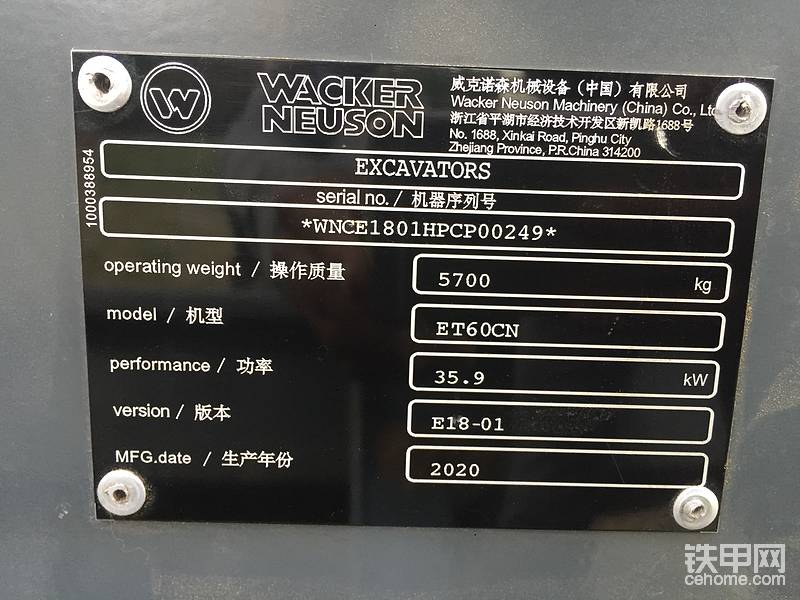 W
WACKER
NEUSON
威克诺森机械设备（中国）有限公司
Wacker Neuson Machinery (China) Co., Ltd
浙江省平湖市经济技术开发区新凯路1688号
No. 1688, Xinkai Road, Pinghu City
Zhejiang Province, P.R.China 314200
1000388954
EXCAVATORS
serial no. / 机器序列号
*WNCE1801HPCP00249*
operating weight / 操作质量 5700 kg
model / 机型 ET60CN
performance / 功率 35.9 kW
version / 版本 E18-01
MFG.date / 生产年份 2020
铁甲网
cehome.com